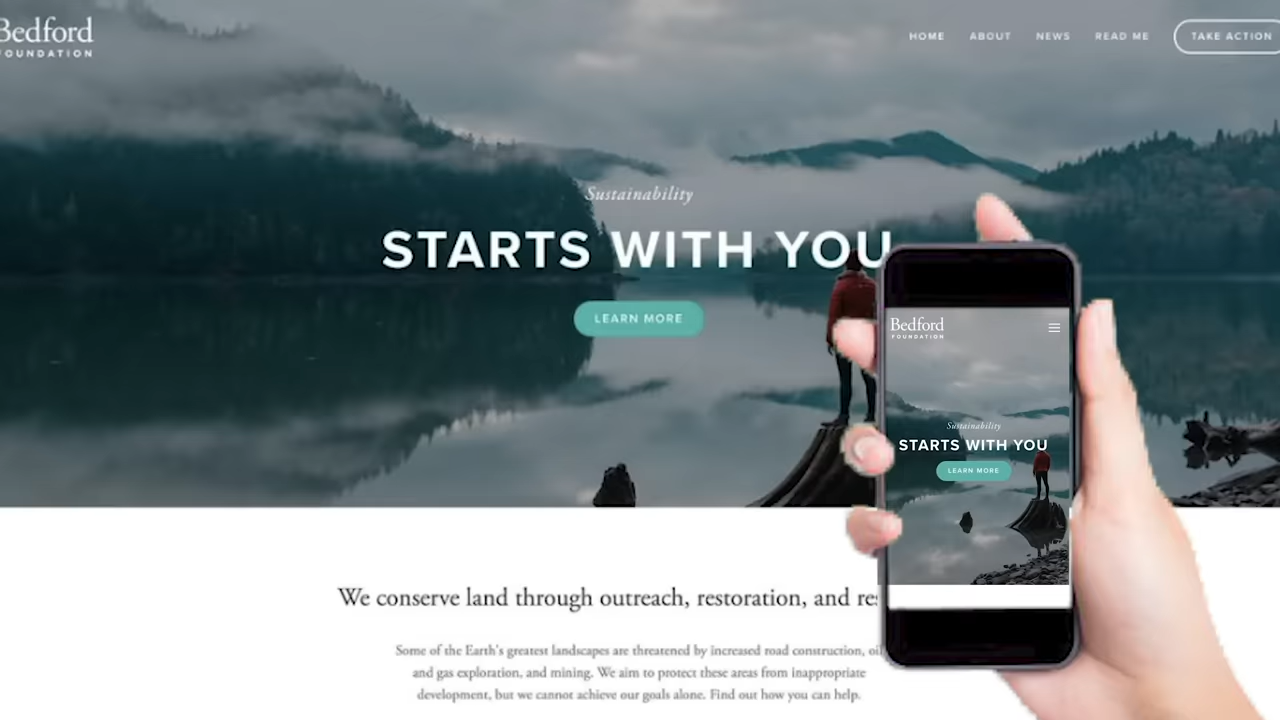 Bedford
FOUNDATION
HOME ABOUT NEWS READ ME TAKE ACTION
Sustainability
STARTS WITH YOU
LEARN MORE
We conserve land through outreach, restoration, and
Some of the Earth's greatest landscapes are threatened by increased road construction, oil
and gas exploration, and mining. We aim to protect these areas from inappropriate
development, but we cannot achieve our goals alone. Find out how you can help.
Bedford
FOUNDATION
Sustainability
STARTS WITH YOU
LEARN MORE